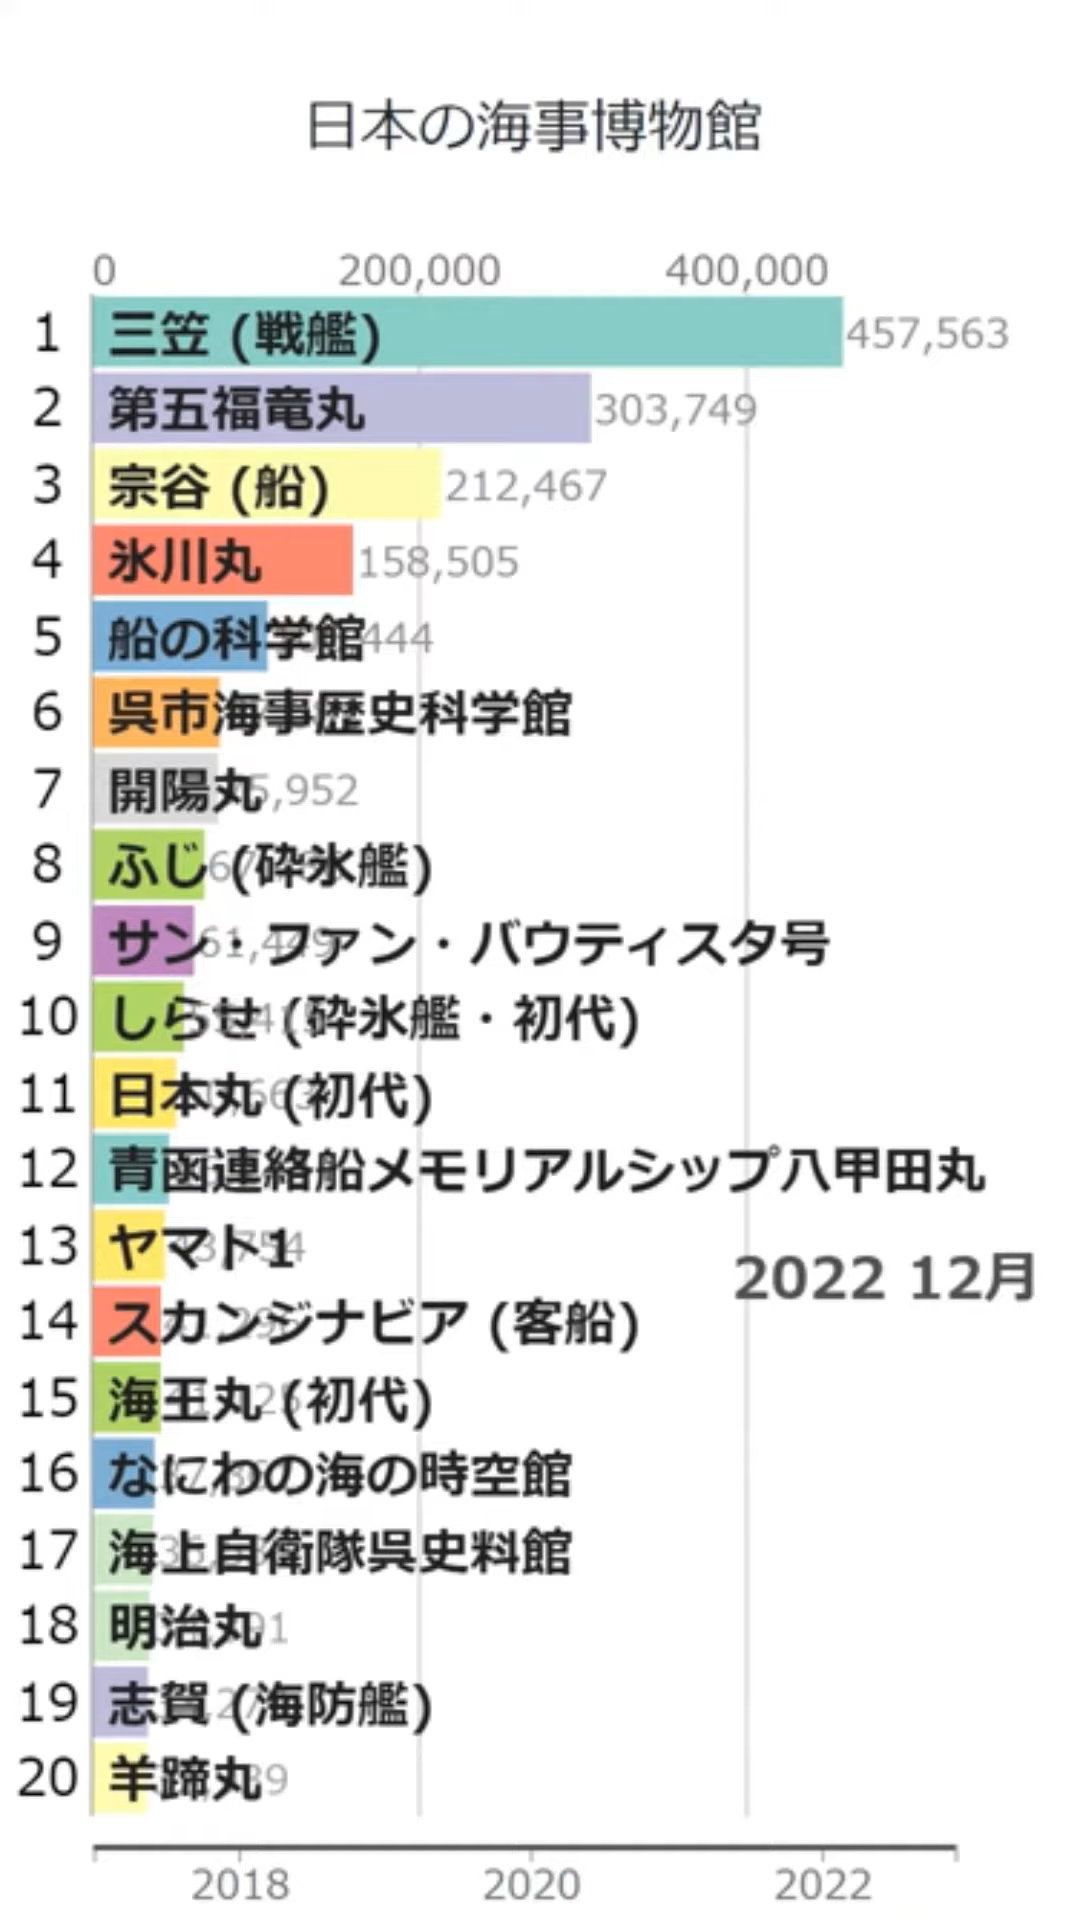 日本の海事博物館
0 200,000 400,000
1 三笠 (戦艦) 457,563
2 第五福竜丸 303,749
3 宗谷 (船) 212,467
4 氷川丸 158,505
5 船の科学館
6 呉市海事歴史科学館
7 開陽丸
8 ふじ (砕氷艦)
9 サン・ファン・バウティスタ号 61,449
10 しらせ (砕氷艦・初代)
11 日本丸 (初代)
12 青函連絡船メモリアルシップ八甲田丸
13 ヤマト1
14 スカンジナビア (客船)
15 海王丸 (初代)
16 なにわの海の時空館
17 海上自衛隊呉史料館
18 明治丸
19 志賀 (海防艦)
20 羊蹄丸
2022 12月
2018 2020 2022